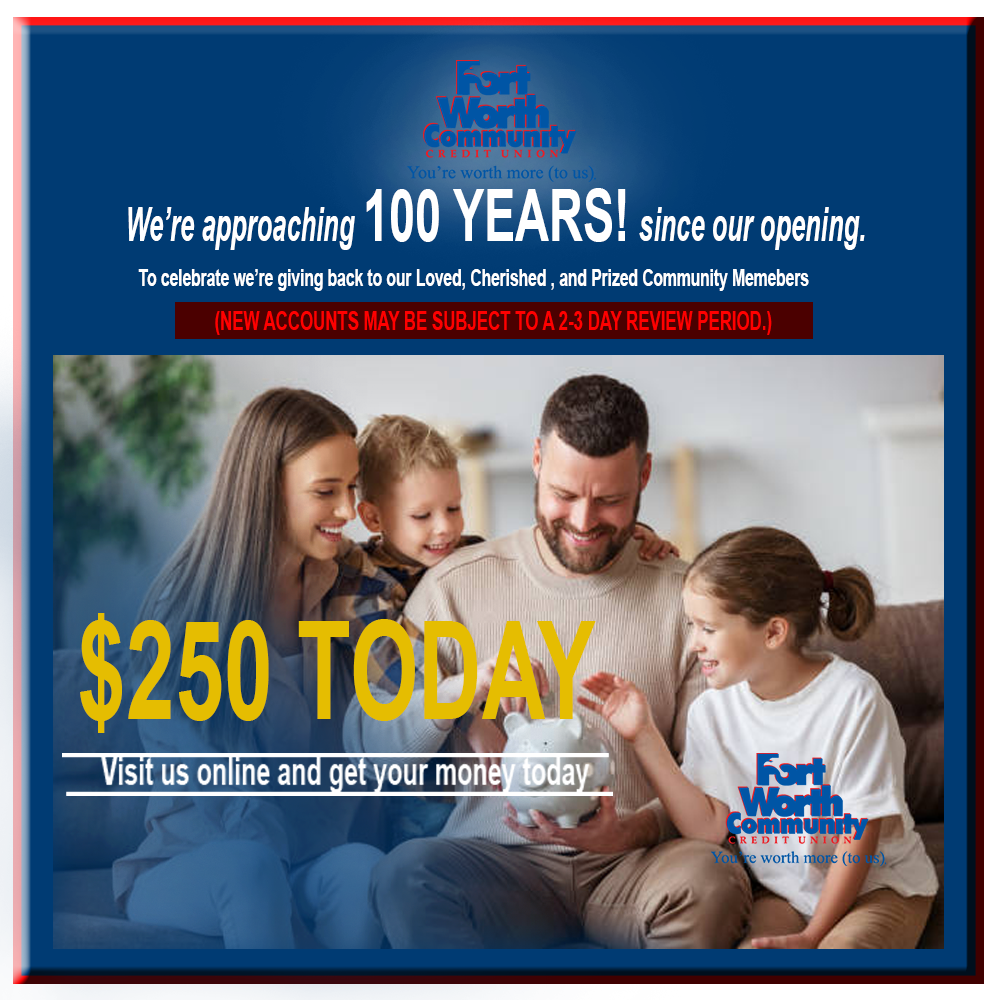 Fort
Worth
Community
CREDIT UNION
You're worth more (to us)
We're approaching 100 YEARS! since our opening.
To celebrate we're giving back to our Loved, Cherished , and Prized Community Memebers
(NEW ACCOUNTS MAY BE SUBJECT TO A 2-3 DAY REVIEW PERIOD.)
$250 TODAY
Visit us online and get your money today
Fort
Worth
Community
CREDIT UNION
You're worth more (to us)